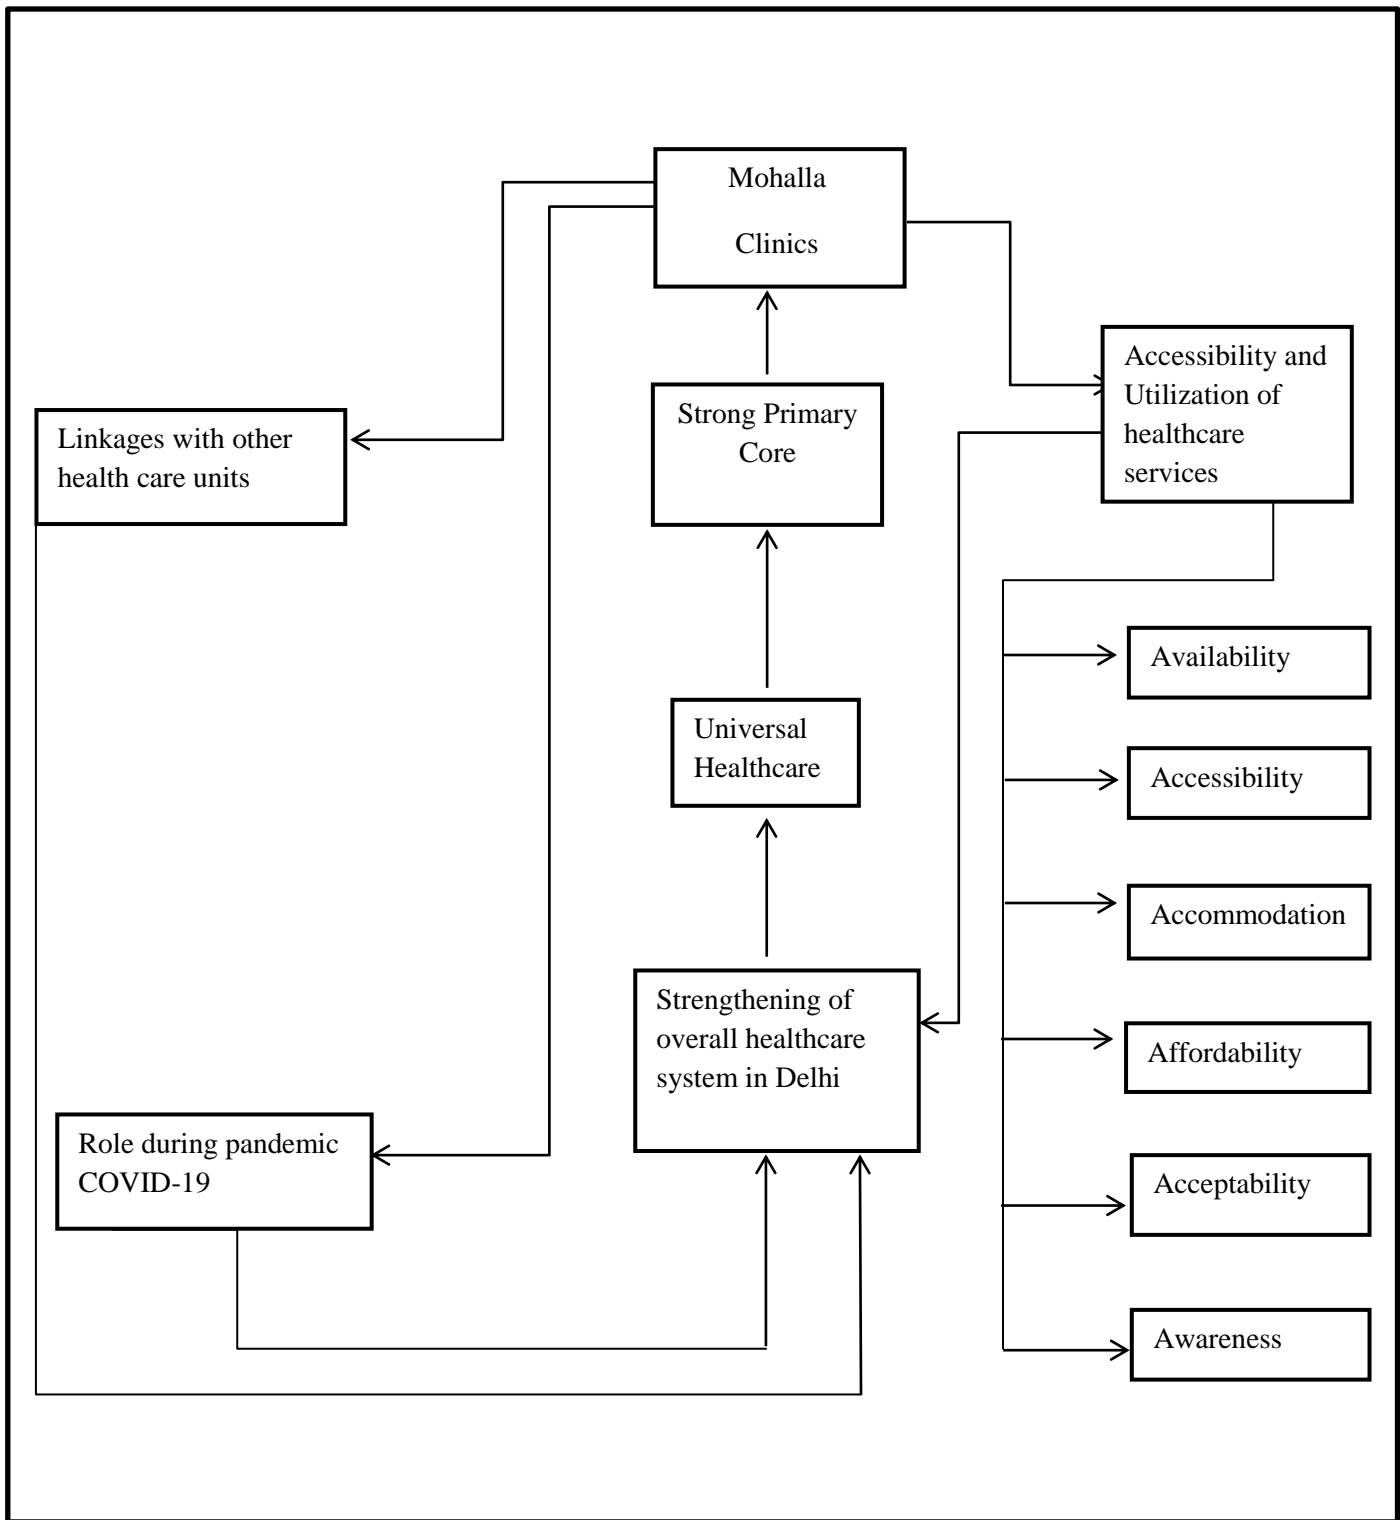 Mohalla
Clinics
Accessibility and
Utilization of
healthcare
services
Strong Primary
Core
Linkages with other
health care units
Availability
Universal
Healthcare
Accessibility
Accommodation
Strengthening of
overall healthcare
system in Delhi
Affordability
Role during pandemic
COVID-19
Acceptability
Awareness